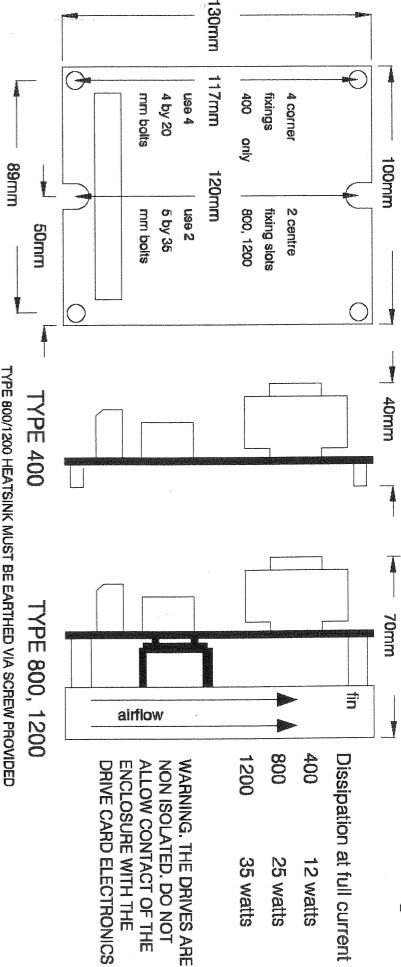 130mm
100mm
117mm
120mm
4 corner
fixings
400 only
use 4
4 by 20
mm bolts
2 centre
fixing slots
800, 1200
use 2
5 by 35
mm bolts
89mm
50mm
40mm
TYPE 400
70mm
TYPE 800, 1200
fin
airflow
TYPE 800/1200 HEATSINK MUST BE EARTHED VIA SCREW PROVIDED
Dissipation at full current
400 12 watts
800 25 watts
1200 35 watts
WARNING. THE DRIVES ARE
NON ISOLATED. DO NOT
ALLOW CONTACT OF THE
ENCLOSURE WITH THE
DRIVE CARD ELECTRONICS